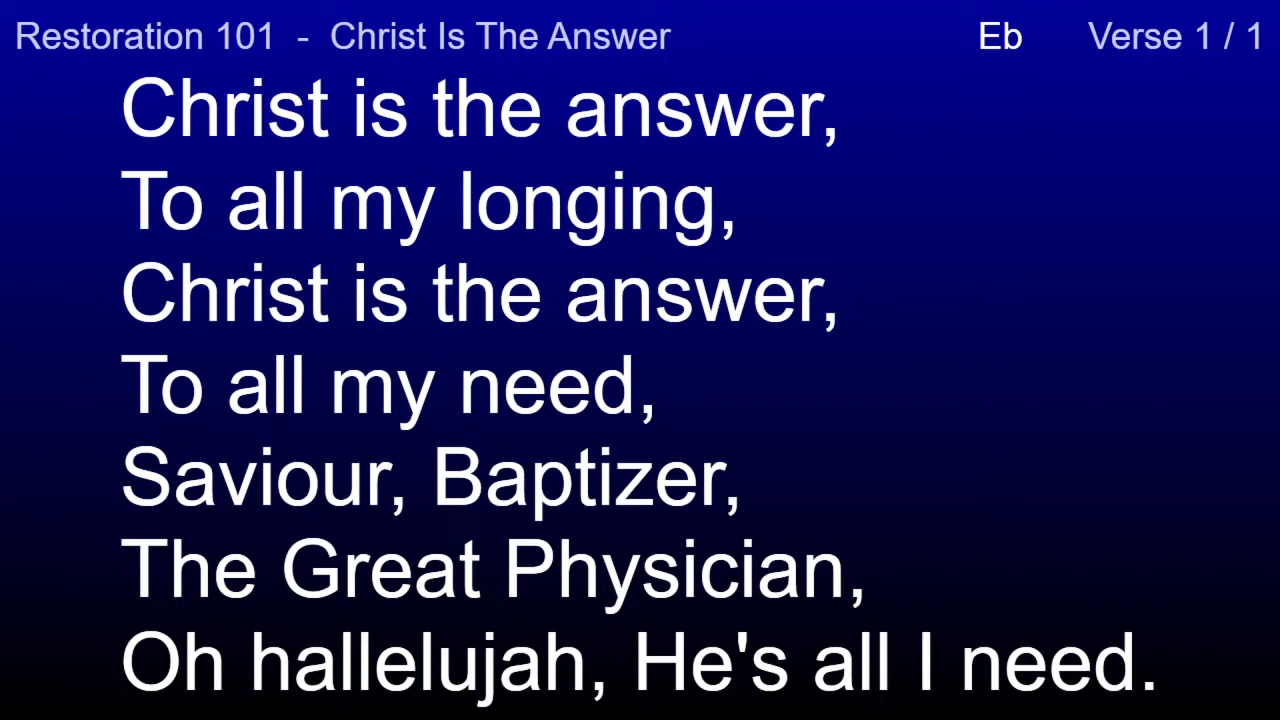 Restoration 101 - Christ Is The Answer Eb Verse 1 / 1
Christ is the answer,
To all my longing,
Christ is the answer,
To all my need,
Saviour, Baptizer,
The Great Physician,
Oh hallelujah, He's all I need.